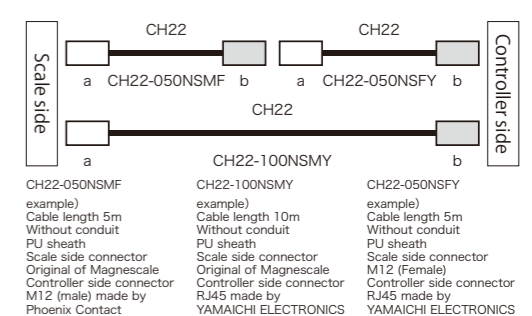 CH22
CH22
Scale side
Controller side
a CH22-050NSMF b
a CH22-050NSFY b
CH22
a CH22-100NSMY b
CH22-050NSMF
example）
Cable length 5m
Without conduit
PU sheath
Scale side connector
Original of Magnescale
Controller side connector
M12 (male) made by
Phoenix Contact
CH22-100NSMY
example）
Cable length 10m
Without conduit
PU sheath
Scale side connector
Original of Magnescale
Controller side connector
RJ45 made by
YAMAICHI ELECTRONICS
CH22-050NSFY
example）
Cable length 5m
Without conduit
PU sheath
Scale side connector
M12 (Female)
Controller side connector
RJ45 made by
YAMAICHI ELECTRONICS